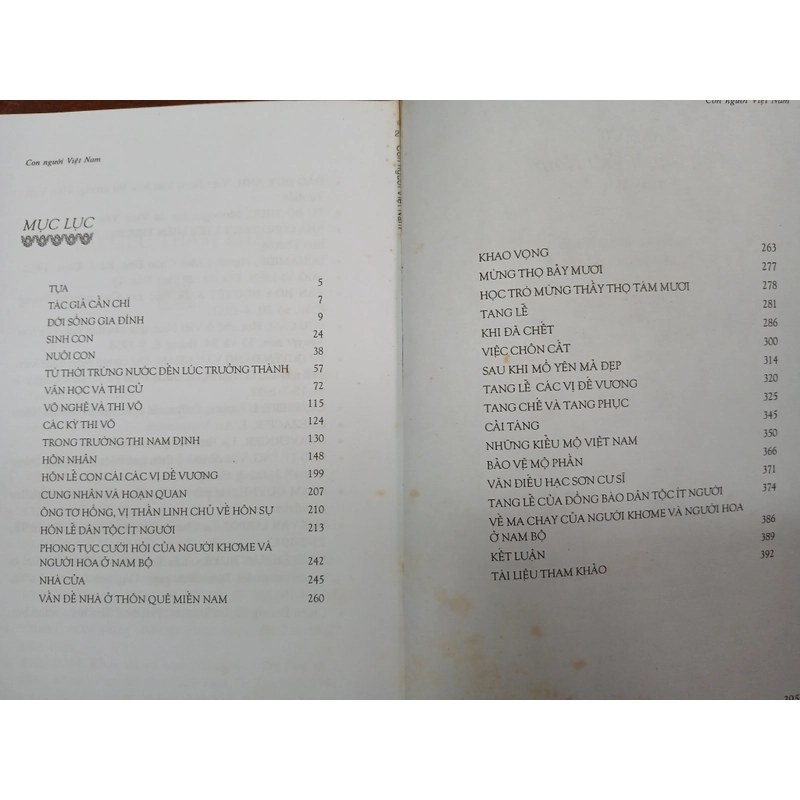 Con người Việt Nam
MỤC LỤC
TỰA 5
TÁC GIẢ CẨN CHÍ 7
ĐỜI SỐNG GIA ĐÌNH 9
SINH CON 24
NUÔI CON 38
TỪ THỜI TRỨNG NƯỚC ĐẾN LÚC TRƯỞNG THÀNH 57
VĂN HỌC VÀ THI CỬ 72
VÕ NGHỆ VÀ THI VÕ 115
CÁC KỲ THI VÕ 124
TRONG TRƯỜNG THI NAM ĐỊNH 130
HÔN NHÂN 148
HÔN LỄ CON CÁI CÁC VỊ ĐẾ VƯƠNG 199
CUNG NHÂN VÀ HOẠN QUAN 207
ÔNG TƠ HỒNG, VỊ THẦN LINH CHỦ VỀ HÔN SỰ 210
HÔN LỄ DÂN TỘC ÍT NGƯỜI 213
PHONG TỤC CƯỚI HỎI CỦA NGƯỜI KHƠME VÀ
NGƯỜI HOA Ở NAM BỘ 242
NHÀ CỬA 245
VẤN ĐỀ NHÀ Ở THÔN QUÊ MIỀN NAM 260
2 Con người Việt Nam
Con người Việt Nam
KHAO VỌNG 263
MỪNG THỌ BẢY MƯƠI 277
HỌC TRÒ MỪNG THẦY THỌ TÁM MƯƠI 278
TANG LỄ 281
KHI ĐÃ CHẾT 286
VIỆC CHÔN CẤT 300
SAU KHI MỒ YÊN MẢ ĐẸP 314
TANG LỄ CÁC VỊ ĐẾ VƯƠNG 320
TANG CHẾ VÀ TANG PHỤC 325
CẢI TÁNG 345
NHỮNG KIỂU MỘ VIỆT NAM 350
BẢO VỆ MỘ PHẦN 366
VĂN ĐIẾU HẠC SƠN CƯ SĨ 371
TANG LỄ CỦA ĐỒNG BÀO DÂN TỘC ÍT NGƯỜI 374
VỀ MA CHAY CỦA NGƯỜI KHƠME VÀ NGƯỜI HOA
Ở NAM BỘ 386
KẾT LUẬN 389
TÀI LIỆU THAM KHẢO 392
395